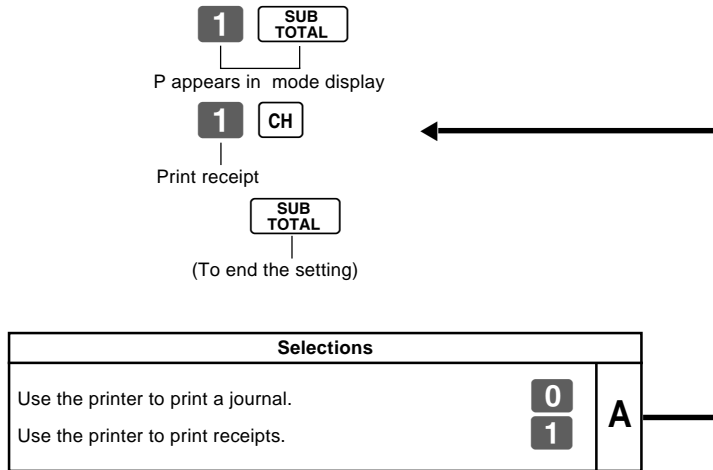 1 SUB TOTAL
P appears in mode display
1 CH
Print receipt
SUB TOTAL
(To end the setting)
Selections
Use the printer to print a journal. 0
Use the printer to print receipts. 1
A